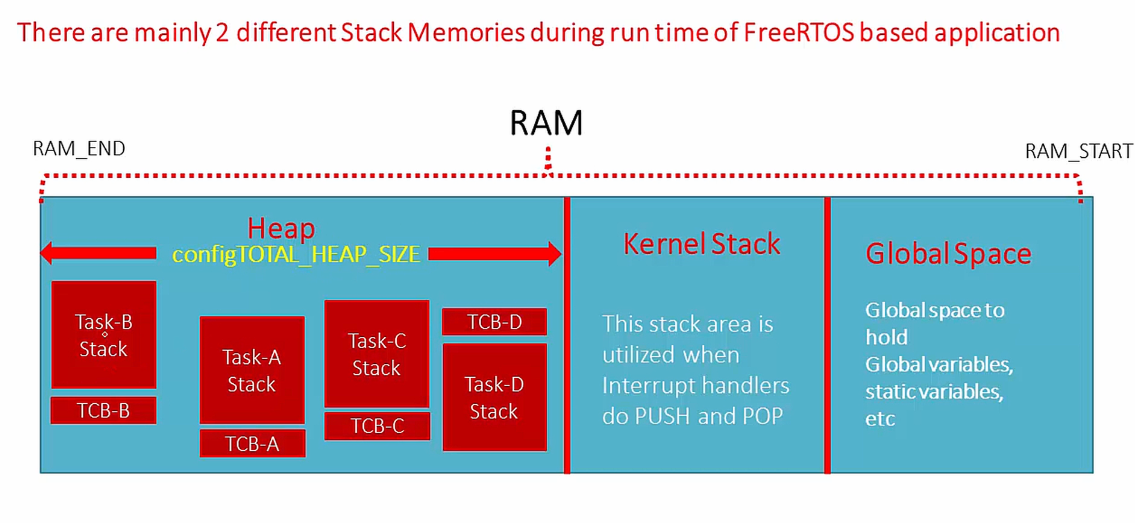 There are mainly 2 different Stack Memories during run time of FreeRTOS based application
RAM
RAM_END
RAM_START
Heap
configTOTAL_HEAP_SIZE
Task-B
Stack
TCB-B
Task-A
Stack
TCB-A
Task-C
Stack
TCB-C
TCB-D
Task-D
Stack
Kernel Stack
This stack area is
utilized when
Interrupt handlers
do PUSH and POP
Global Space
Global space to
hold
Global variables,
static variables,
etc